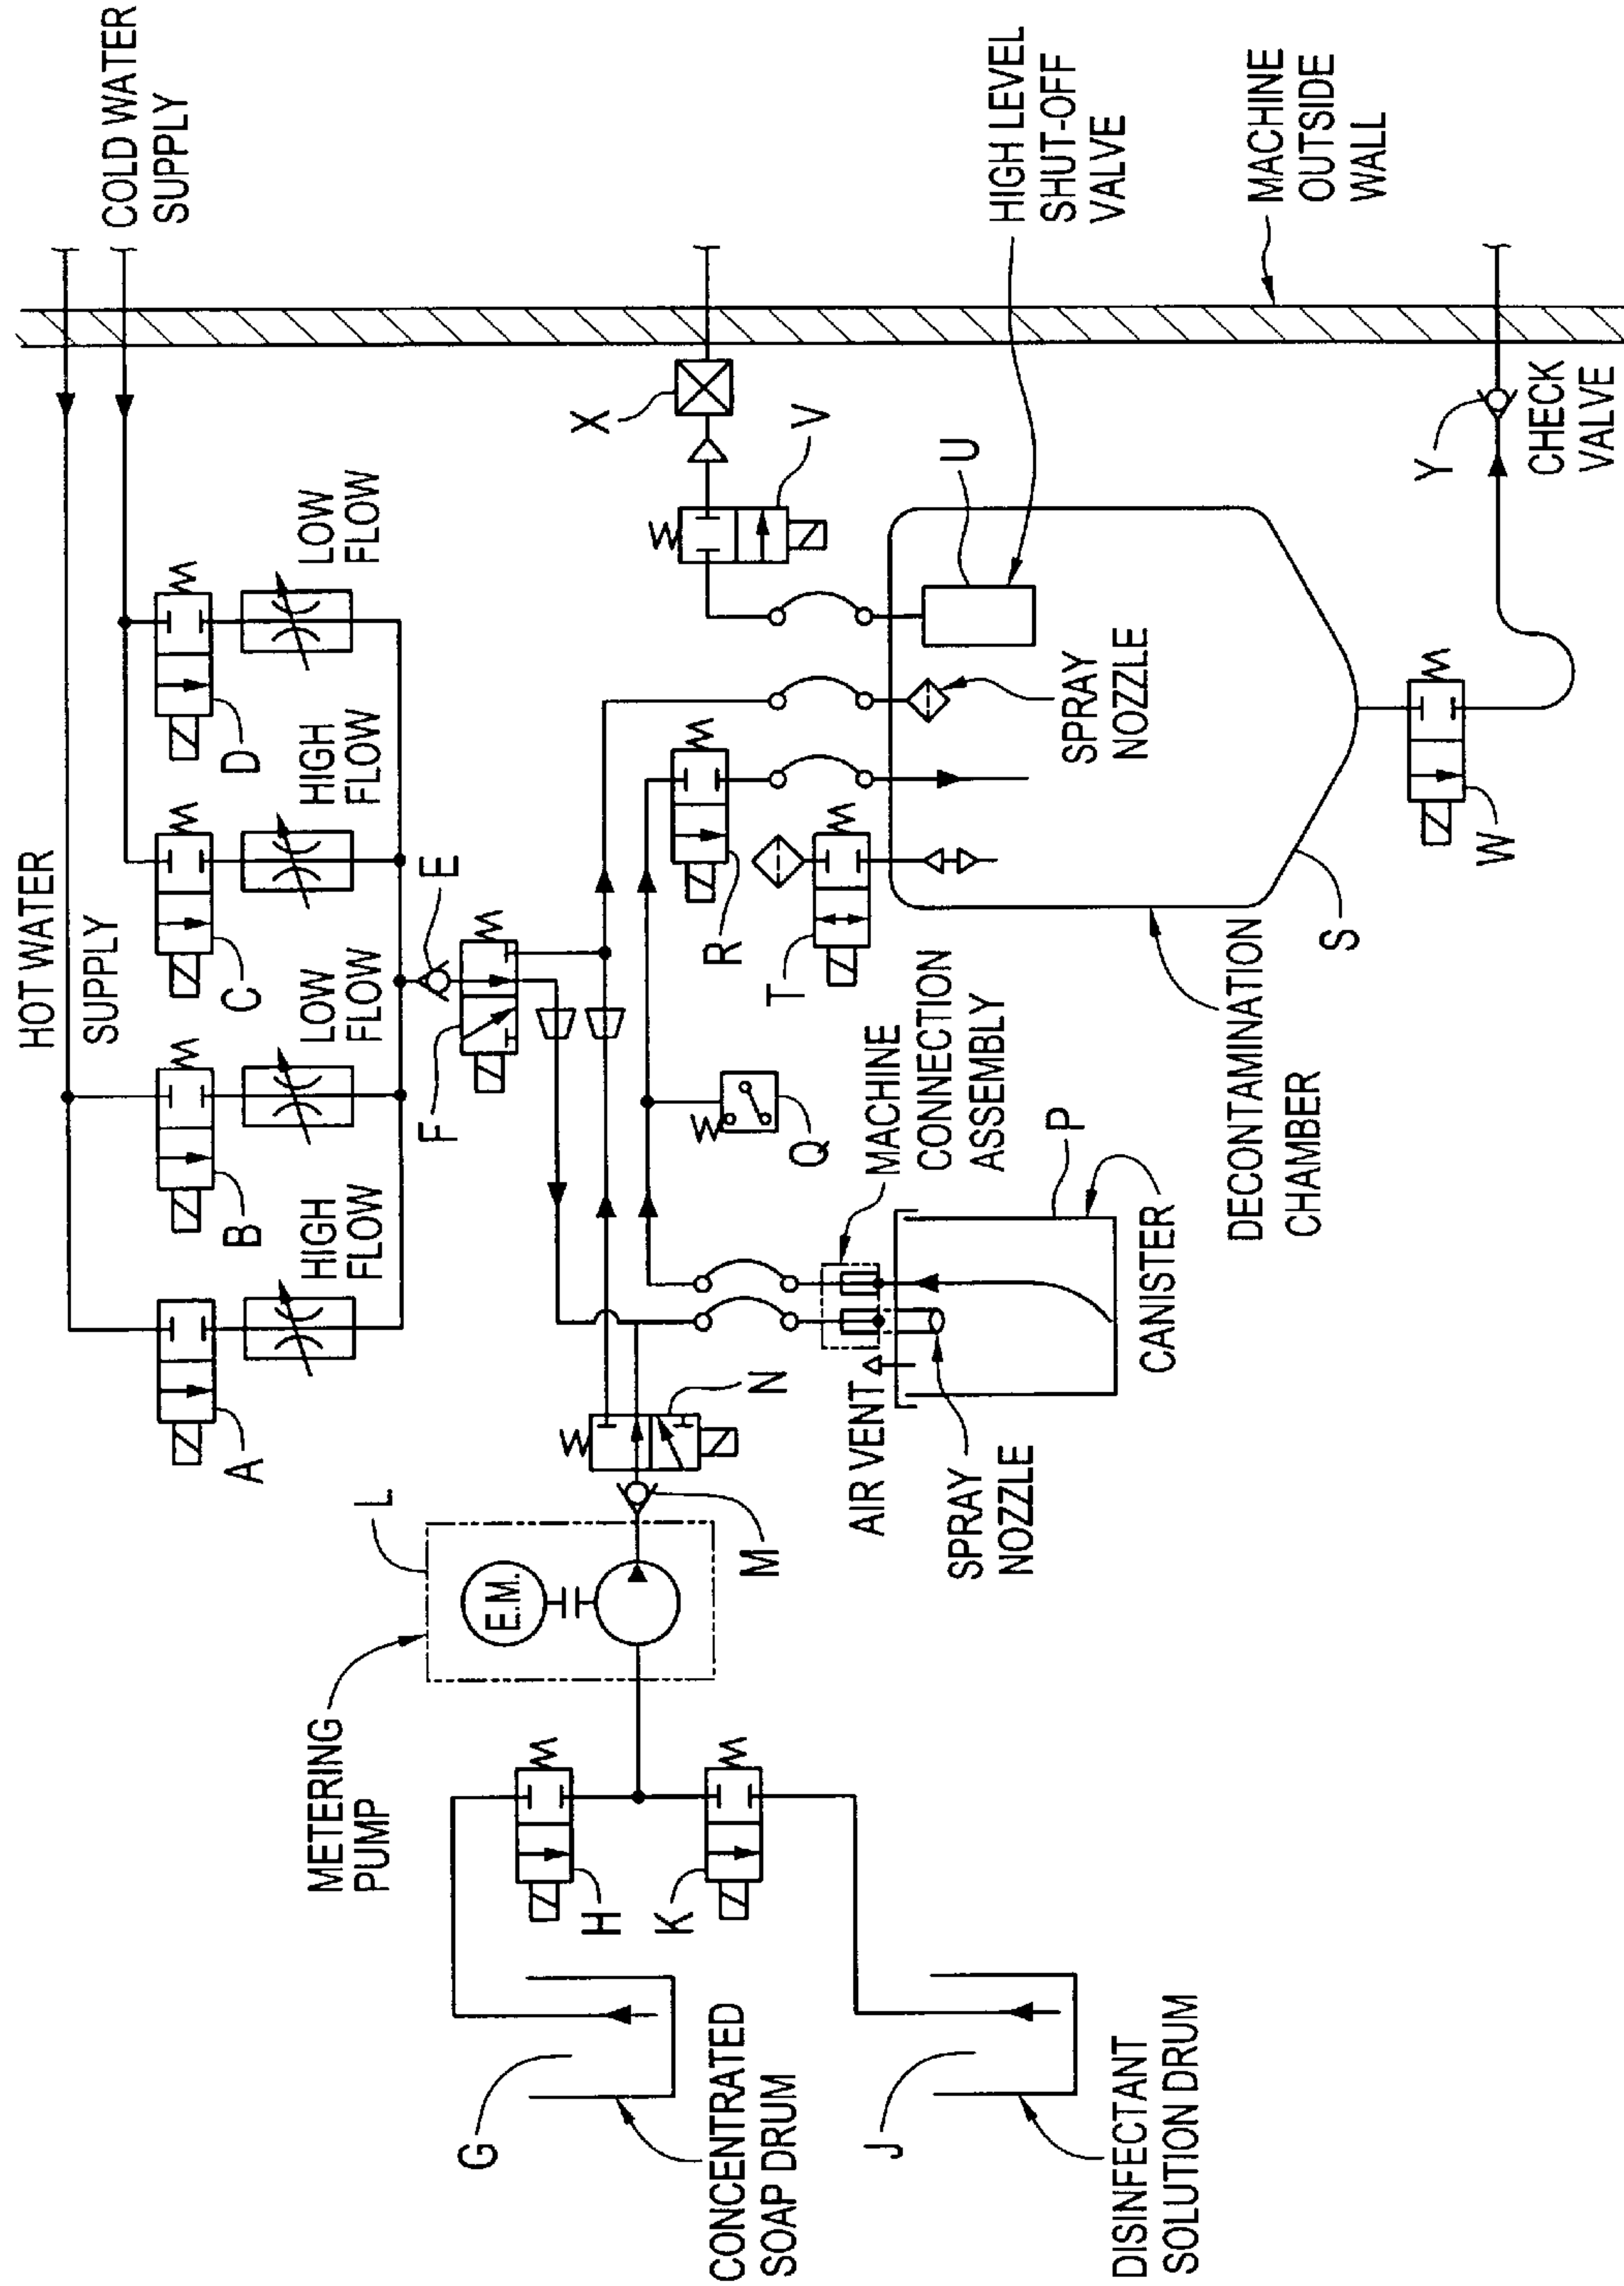 HOT WATER
SUPPLY
COLD WATER
SUPPLY
A
HIGH
FLOW
B
LOW
FLOW
C
HIGH
FLOW
D
LOW
FLOW
E
F
METERING
PUMP
L
E.M.
M
N
H
K
G
CONCENTRATED
SOAP DRUM
J
DISINFECTANT
SOLUTION DRUM
AIR VENT
SPRAY
NOZZLE
MACHINE
CONNECTION
ASSEMBLY
P
CANISTER
Q
R
T
SPRAY
NOZZLE
U
V
X
HIGH LEVEL
SHUT-OFF
VALVE
MACHINE
OUTSIDE
WALL
DECONTAMINATION
CHAMBER
S
W
Y
CHECK
VALVE